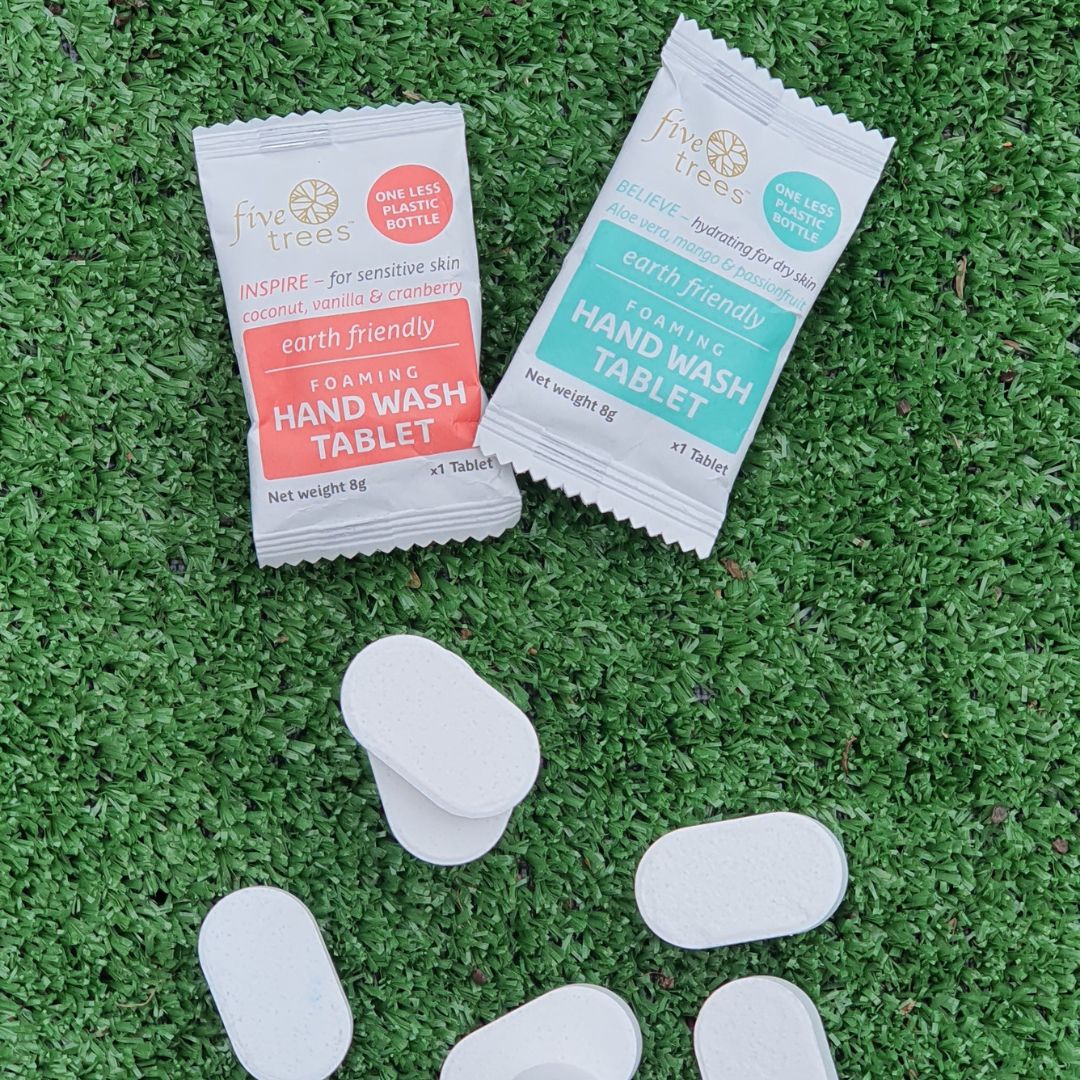 five
trees™
ONE LESS
PLASTIC
BOTTLE
INSPIRE – for sensitive skin
coconut, vanilla & cranberry
earth friendly
FOAMING
HAND WASH
TABLET
x1 Tablet
Net weight 8g
five
trees™
ONE LESS
PLASTIC
BOTTLE
BELIEVE – hydrating for dry skin
Aloe vera, mango & passionfruit
earth friendly
FOAMING
HAND WASH
TABLET
Net weight 8g
x1 Tablet